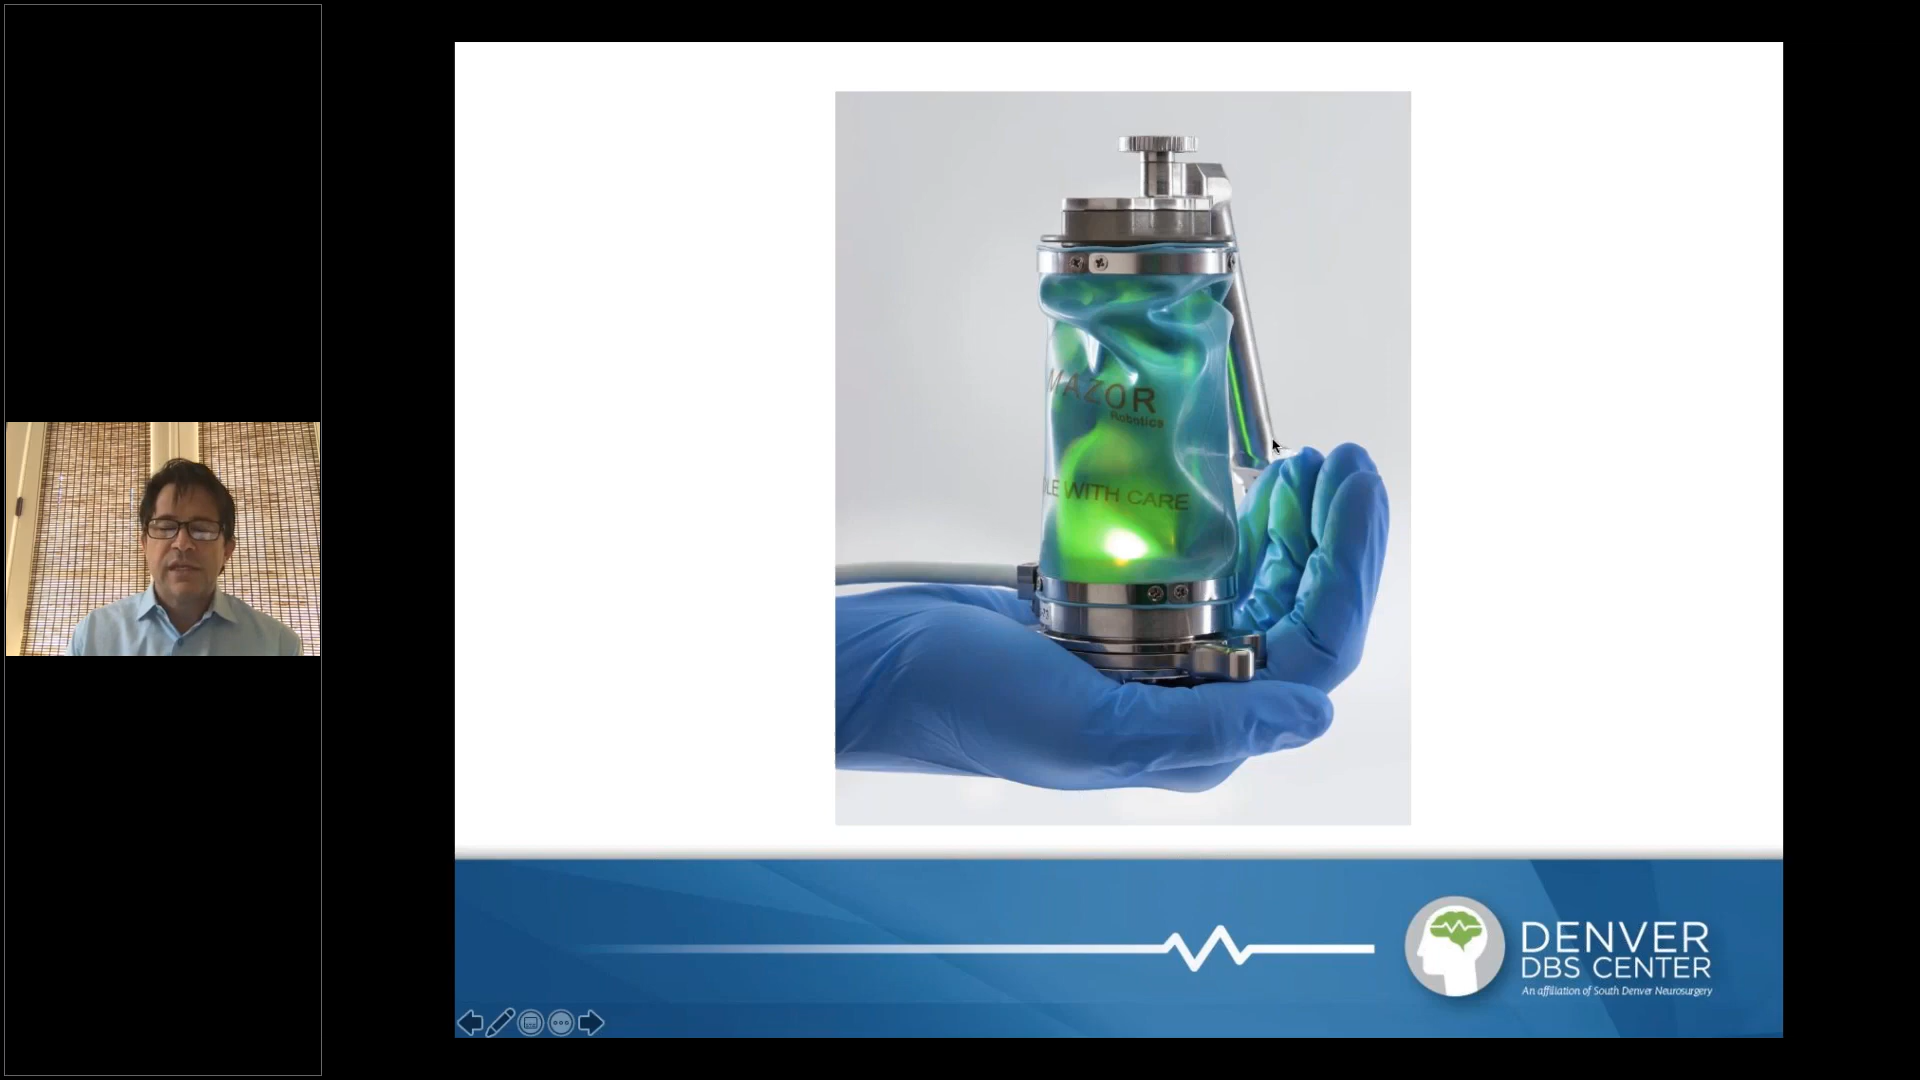 MAZOR
Robotics
WITH CARE
DENVER
DBS CENTER
An affiliation of South Denver Neurosurgery